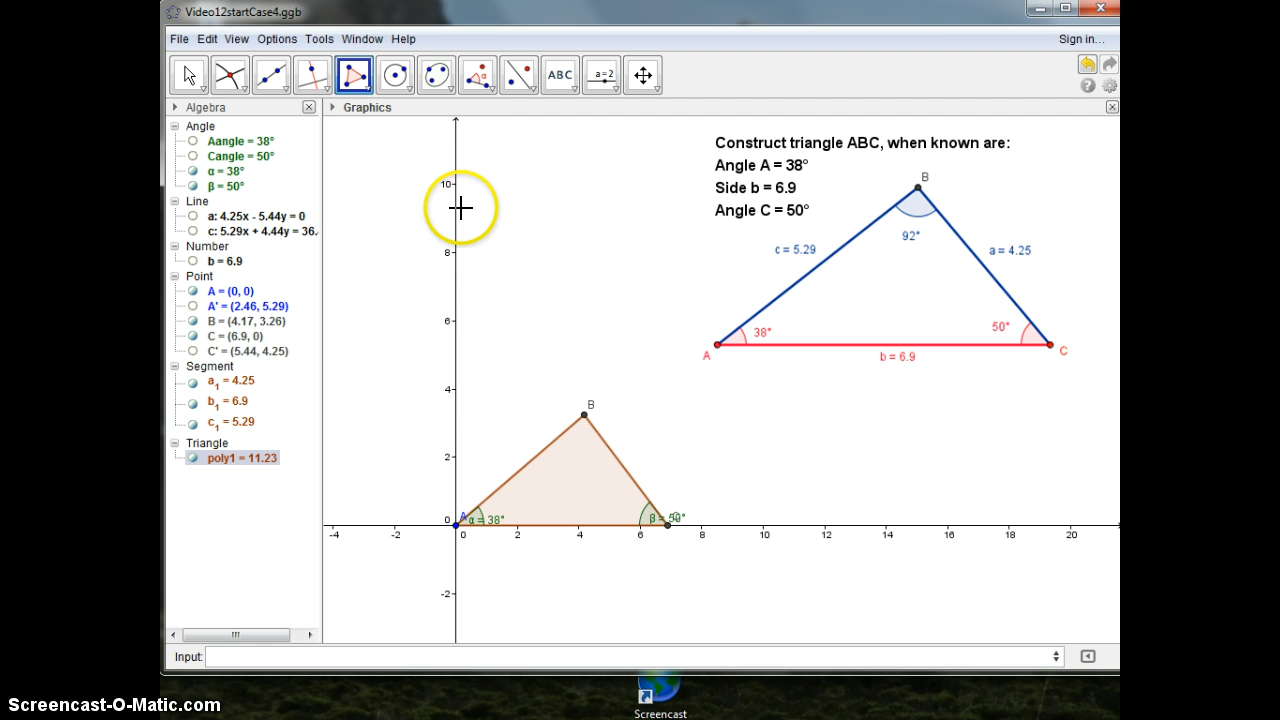 Video12startCase4.ggb
File Edit View Options Tools Window Help
Sign in...
ABC
a=2
α
Algebra
Graphics
Angle
Aangle = 38°
Cangle = 50°
α = 38°
β = 50°
Line
a: 4.25x - 5.44y = 0
c: 5.29x + 4.44y = 36.
Number
b = 6.9
Point
A = (0, 0)
A' = (2.46, 5.29)
B = (4.17, 3.26)
C = (6.9, 0)
C' = (5.44, 4.25)
Segment
a1 = 4.25
b1 = 6.9
c1 = 5.29
Triangle
poly1 = 11.23
Construct triangle ABC, when known are:
Angle A = 38°
Side b = 6.9
Angle C = 50°
B
92°
c = 5.29
a = 4.25
38°
50°
A
b = 6.9
C
10
8
6
4
2
0
-2
B
A
α = 38°
β = 50°
C
-4 -2 0 2 4 6 8 10 12 14 16 18 20
Input:
Screencast-O-Matic.com
Screencast